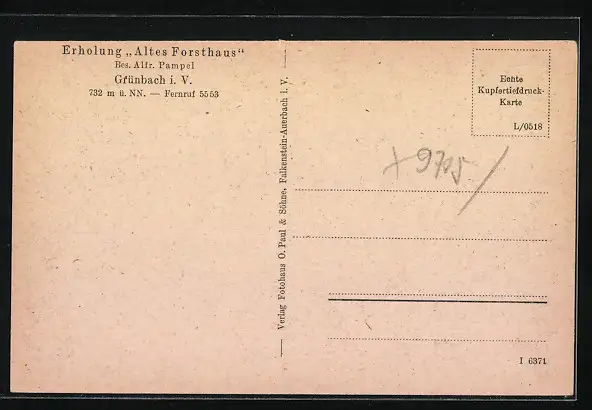 Erholung „Altes Forsthaus“
Bes. Alfr. Pampel
Grünbach i. V.
732 m ü. NN. — Fernruf 5553
Verlag Fotohaus O. Paul & Söhne, Falkenstein-Auerbach i. V.
Echte
Kupfertiefdruck-
Karte
L/0518
I 6371